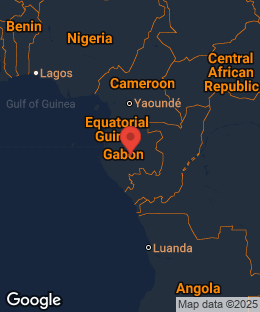 Benin
Nigeria
Lagos
Central
African
Republic
Cameroon
Gulf of Guinea
Yaoundé
Equatorial
Guin
Gabon
Luanda
Angola
Google
Map data ©2025